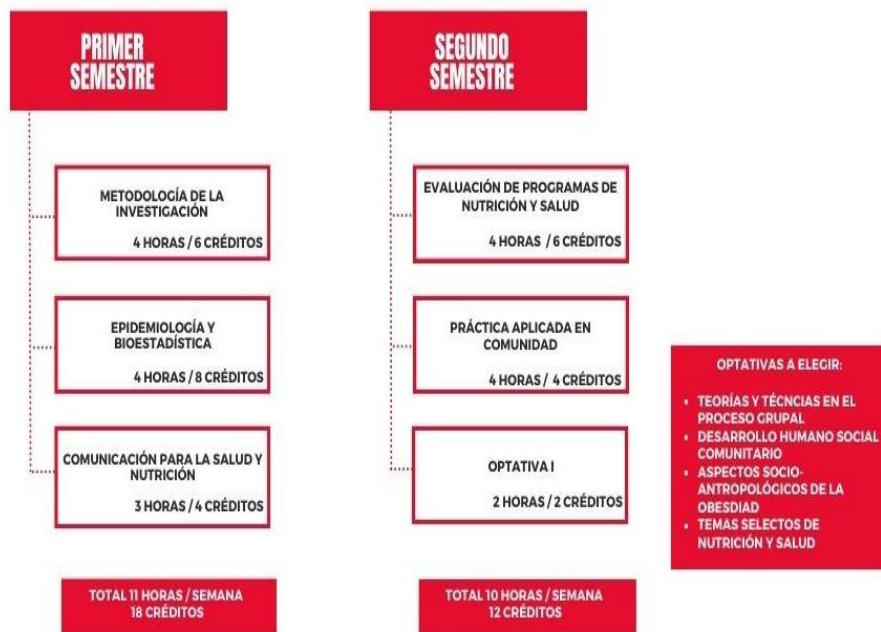 PRIMER
SEMESTRE
METODOLOGÍA DE LA
INVESTIGACIÓN
4 HORAS / 6 CRÉDITOS
EPIDEMIOLOGÍA Y
BIOESTADÍSTICA
4 HORAS / 8 CRÉDITOS
COMUNICACIÓN PARA LA SALUD Y
NUTRICIÓN
3 HORAS / 4 CRÉDITOS
TOTAL 11 HORAS / SEMANA
18 CRÉDITOS
SEGUNDO
SEMESTRE
EVALUACIÓN DE PROGRAMAS DE
NUTRICIÓN Y SALUD
4 HORAS / 6 CRÉDITOS
PRÁCTICA APLICADA EN
COMUNIDAD
4 HORAS / 4 CRÉDITOS
OPTATIVA I
2 HORAS / 2 CRÉDITOS
TOTAL 10 HORAS / SEMANA
12 CRÉDITOS
OPTATIVAS A ELEGIR:
• TEORÍAS Y TÉCNCIAS EN EL
PROCESO GRUPAL
• DESARROLLO HUMANO SOCIAL
COMUNITARIO
• ASPECTOS SOCIO-
ANTROPOLÓGICOS DE LA
OBESDIAD
• TEMAS SELECTOS DE
NUTRICIÓN Y SALUD